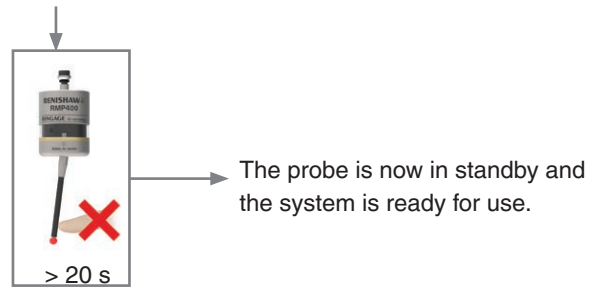 RENISHAW
RMP400
RENGAGE
The probe is now in standby and
the system is ready for use.
> 20 s